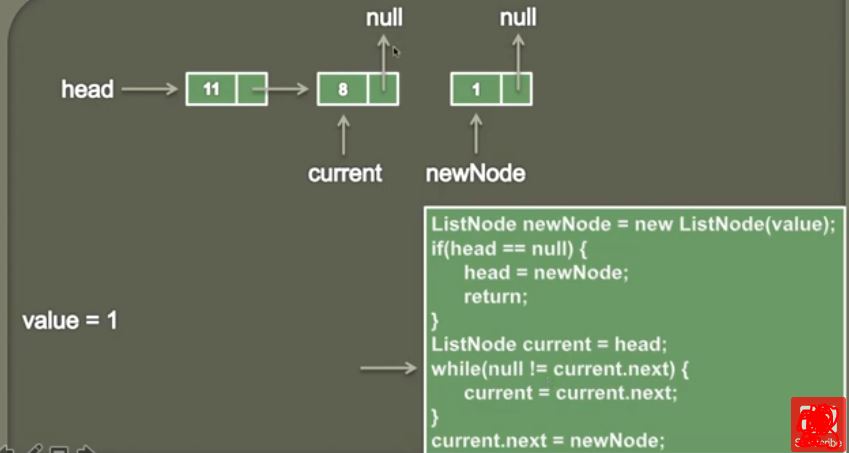 null null
head 11 8 1
current newNode
ListNode newNode = new ListNode(value);
if(head == null) {
head = newNode;
return;
}
value = 1
ListNode current = head;
while(null != current.next) {
current = current.next;
}
current.next = newNode;